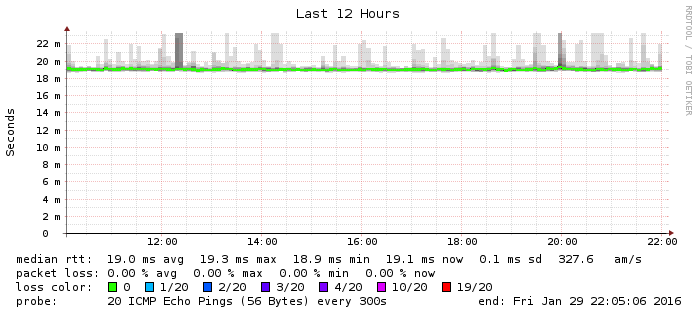 Last 12 Hours
RRDTOOL / TOBI OETIKER
Seconds
22 m
20 m
18 m
16 m
14 m
12 m
10 m
8 m
6 m
4 m
2 m
0
12:00 14:00 16:00 18:00 20:00 22:00
median rtt: 19.0 ms avg 19.3 ms max 18.9 ms min 19.1 ms now 0.1 ms sd 327.6 am/s
packet loss: 0.00 % avg 0.00 % max 0.00 % min 0.00 % now
loss color: 0 1/20 2/20 3/20 4/20 10/20 19/20
probe: 20 ICMP Echo Pings (56 Bytes) every 300s end: Fri Jan 29 22:05:06 2016